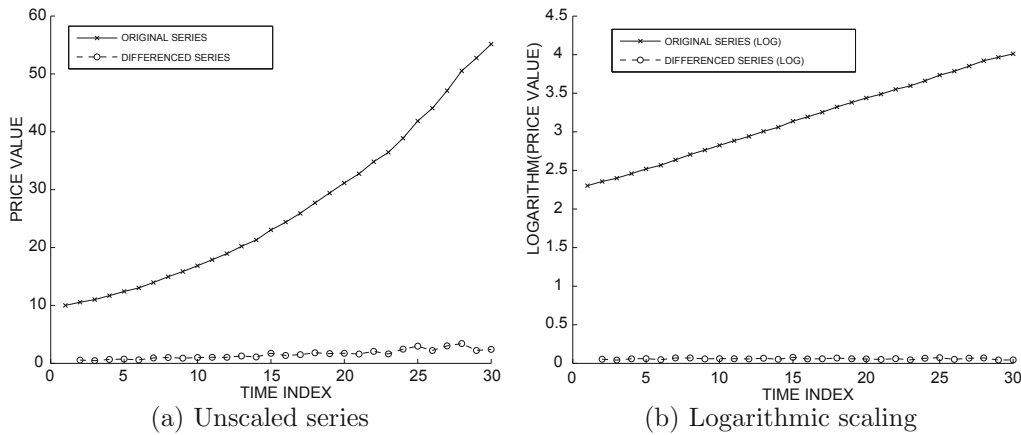 60
50
40
30
20
10
0
PRICE VALUE
ORIGINAL SERIES
DIFFERENCED SERIES
0 5 10 15 20 25 30
TIME INDEX
(a) Unscaled series
4.5
4
3.5
3
2.5
2
1.5
1
0.5
0
LOGARITHM(PRICE VALUE)
ORIGINAL SERIES (LOG)
DIFFERENCED SERIES (LOG)
0 5 10 15 20 25 30
TIME INDEX
(b) Logarithmic scaling